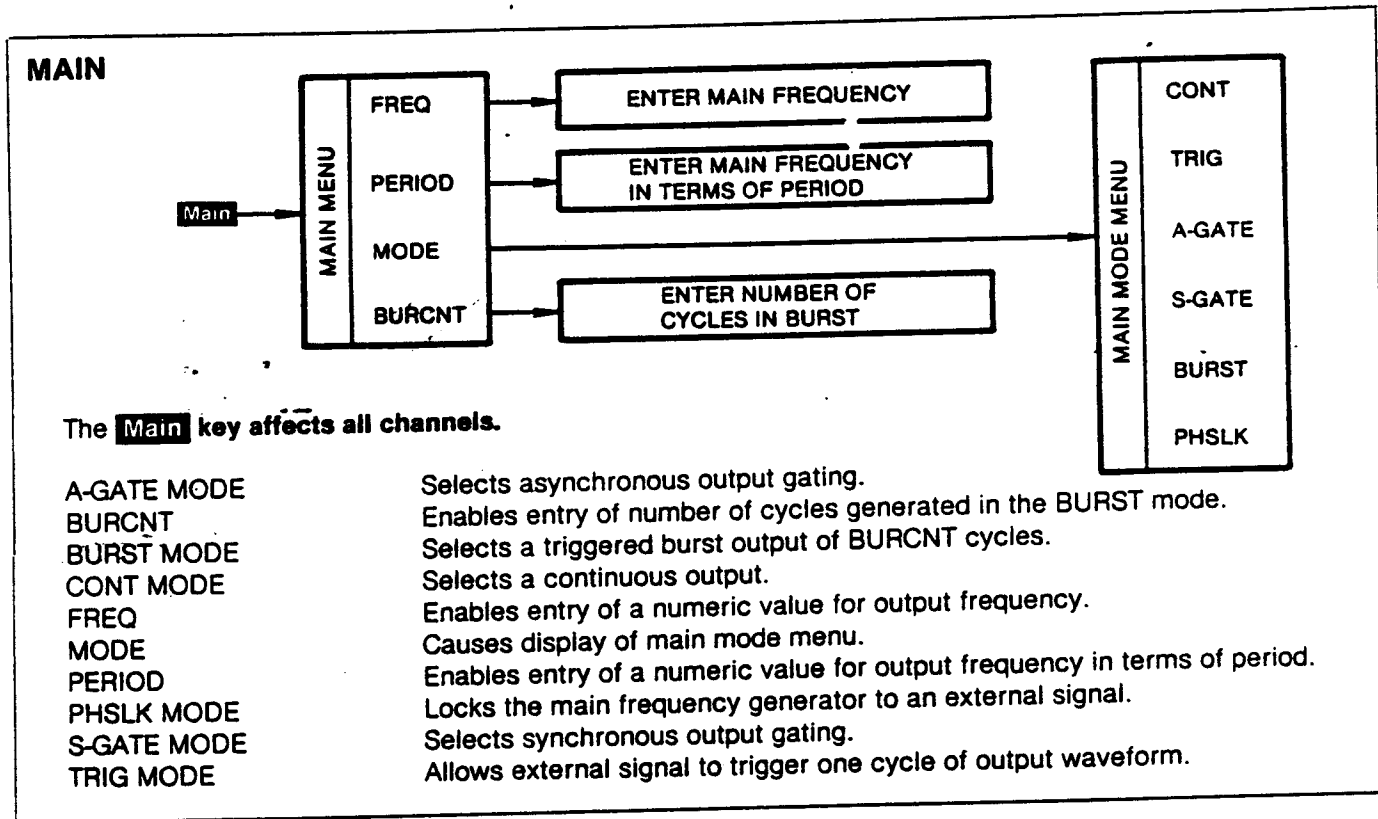 MAIN
Main
MAIN MENU
FREQ
PERIOD
MODE
BURCNT
ENTER MAIN FREQUENCY
ENTER MAIN FREQUENCY
IN TERMS OF PERIOD
ENTER NUMBER OF
CYCLES IN BURST
MAIN MODE MENU
CONT
TRIG
A-GATE
S-GATE
BURST
PHSLK
The Main key affects all channels.
A-GATE MODE Selects asynchronous output gating.
BURCNT Enables entry of number of cycles generated in the BURST mode.
BURST MODE Selects a triggered burst output of BURCNT cycles.
CONT MODE Selects a continuous output.
FREQ Enables entry of a numeric value for output frequency.
MODE Causes display of main mode menu.
PERIOD Enables entry of a numeric value for output frequency in terms of period.
PHSLK MODE Locks the main frequency generator to an external signal.
S-GATE MODE Selects synchronous output gating.
TRIG MODE Allows external signal to trigger one cycle of output waveform.